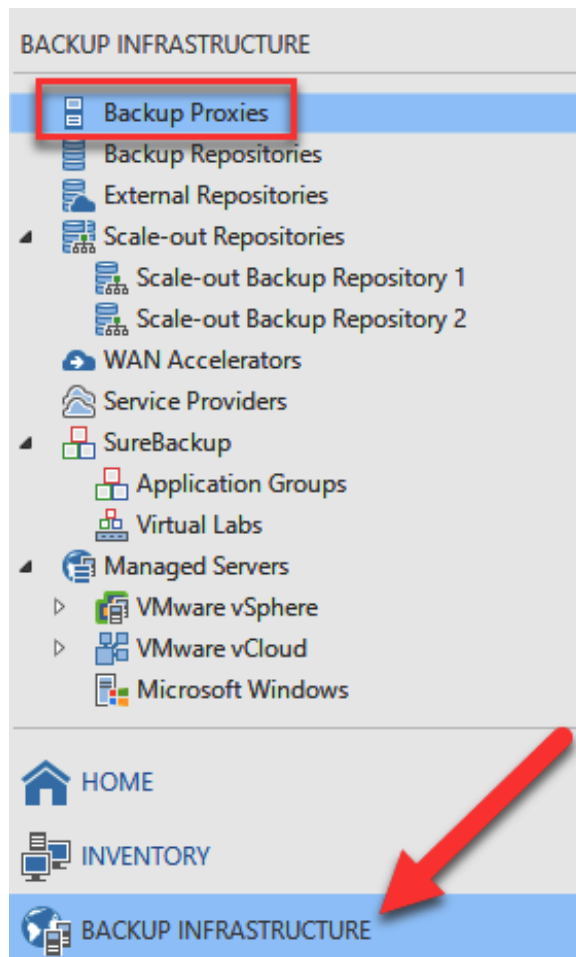 BACKUP INFRASTRUCTURE
Backup Proxies
Backup Repositories
External Repositories
Scale-out Repositories
Scale-out Backup Repository 1
Scale-out Backup Repository 2
WAN Accelerators
Service Providers
SureBackup
Application Groups
Virtual Labs
Managed Servers
VMware vSphere
VMware vCloud
Microsoft Windows
HOME
INVENTORY
BACKUP INFRASTRUCTURE